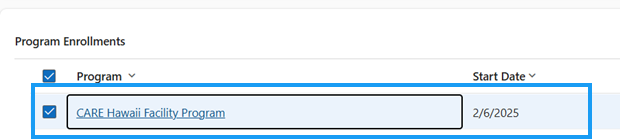 Program Enrollments
Program Start Date
CARE Hawaii Facility Program 2/6/2025